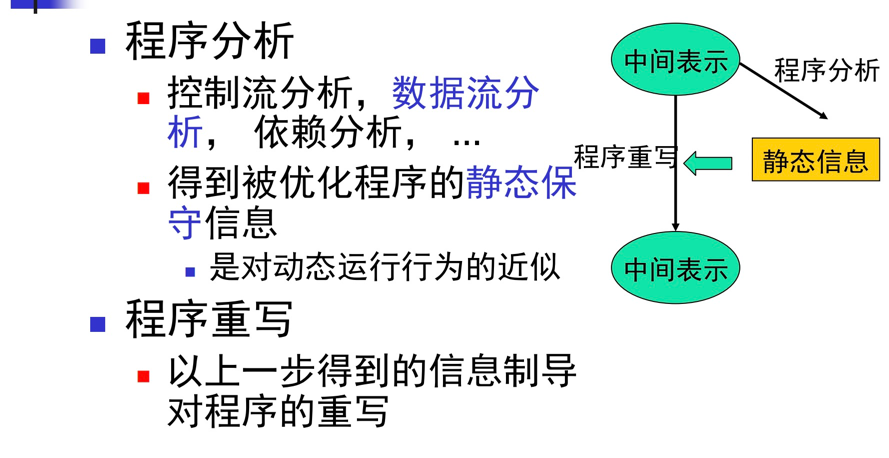 程序分析
控制流分析，数据流分
析， 依赖分析， ...
得到被优化程序的静态保
守信息
是对动态运行行为的近似
程序重写
以上一步得到的信息制导
对程序的重写
中间表示
程序分析
程序重写
静态信息
中间表示